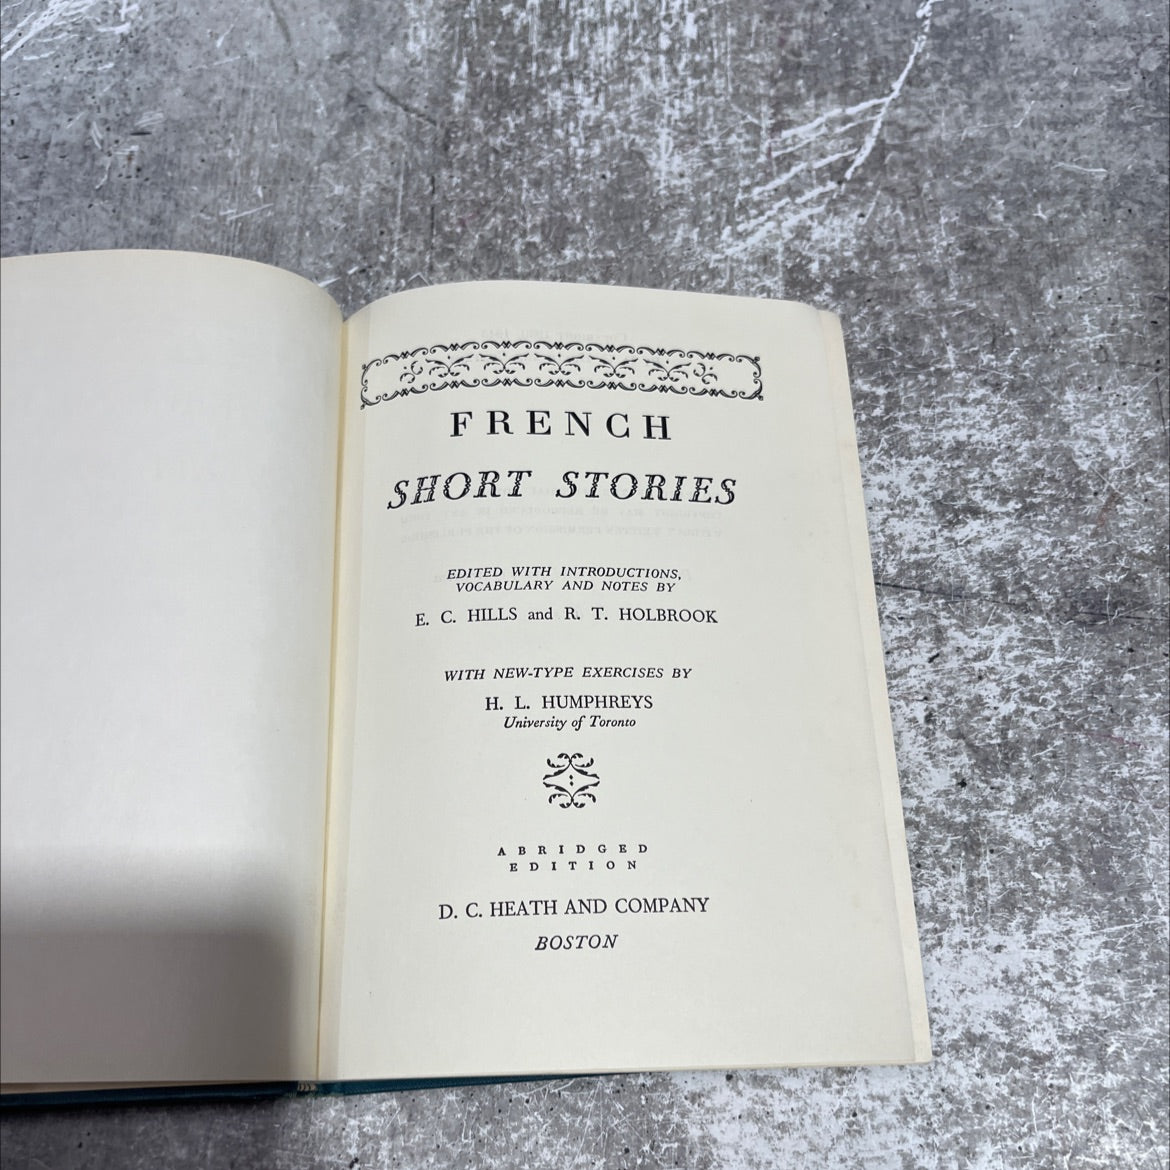 FRENCH
SHORT STORIES
EDITED WITH INTRODUCTIONS,
VOCABULARY AND NOTES BY
E. C. HILLS and R. T. HOLBROOK
WITH NEW-TYPE EXERCISES BY
H. L. HUMPHREYS
University of Toronto
ABRIDGED
EDITION
D. C. HEATH AND COMPANY
BOSTON